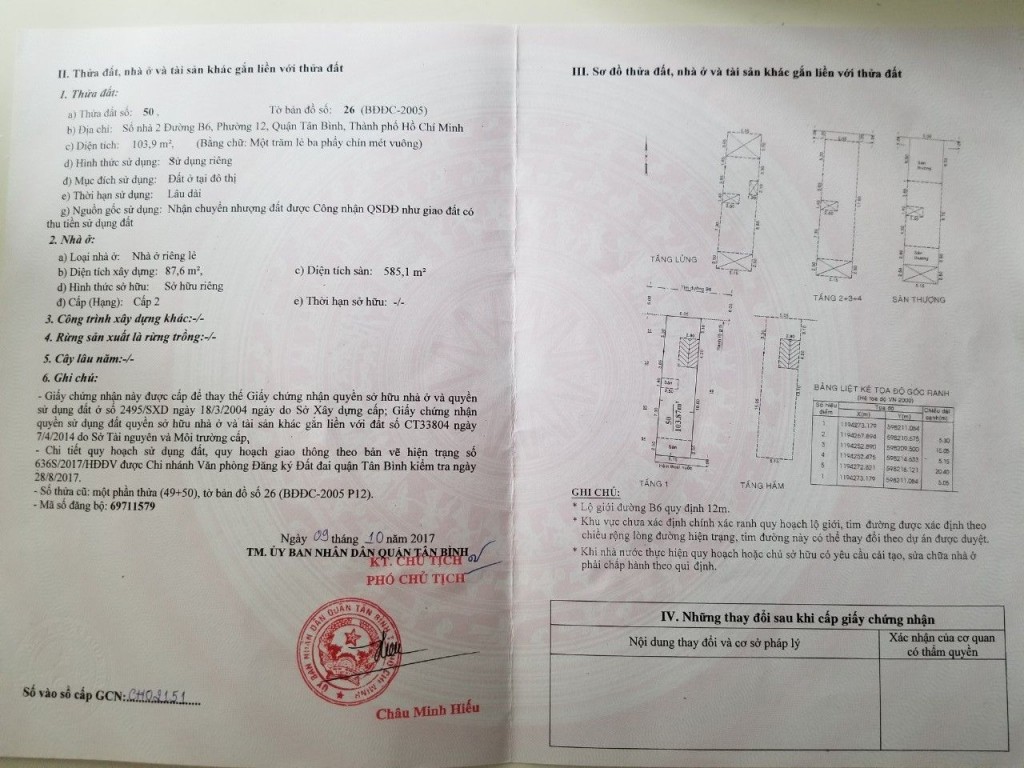 II. Thửa đất, nhà ở và tài sản khác gắn liền với thửa đất
1. Thửa đất:
a) Thửa đất số: 50 , Tờ bản đồ số: 26 (BĐĐC-2005)
b) Địa chỉ: Số nhà 2 Đường B6, Phường 12, Quận Tân Bình, Thành phố Hồ Chí Minh
c) Diện tích: 103,9 m², (Bằng chữ: Một trăm lẻ ba phẩy chín mét vuông)
d) Hình thức sử dụng: Sử dụng riêng
đ) Mục đích sử dụng: Đất ở tại đô thị
e) Thời hạn sử dụng: Lâu dài
g) Nguồn gốc sử dụng: Nhận chuyển nhượng đất được Công nhận QSDĐ như giao đất có
thu tiền sử dụng đất
2. Nhà ở:
a) Loại nhà ở: Nhà ở riêng lẻ
b) Diện tích xây dựng: 87,6 m², c) Diện tích sàn: 585,1 m²
d) Hình thức sở hữu: Sở hữu riêng
đ) Cấp (Hạng): Cấp 2 e) Thời hạn sở hữu: -/-
3. Công trình xây dựng khác:-/-
4. Rừng sản xuất là rừng trồng:-/-
5. Cây lâu năm:-/-
6. Ghi chú:
- Giấy chứng nhận này được cấp để thay thế Giấy chứng nhận quyền sở hữu nhà ở và quyền
sử dụng đất ở số 2495/SXD ngày 18/3/2004 ngày do Sở Xây dựng cấp; Giấy chứng nhận
quyền sử dụng đất quyền sở hữu nhà ở và tài sản khác gắn liền với đất số CT33804 ngày
7/4/2014 do Sở Tài nguyên và Môi trường cấp,
- Chi tiết quy hoạch sử dụng đất, quy hoạch giao thông theo bản vẽ hiện trạng số
636S/2017/HĐĐV được Chi nhánh Văn phòng Đăng ký Đất đai quận Tân Bình kiểm tra ngày
28/8/2017.
- Số thửa cũ: một phần thửa (49+50), tờ bản đồ số 26 (BĐĐC-2005 P12).
- Mã số đăng bộ: 69711579
Ngày 09 tháng 10 năm 2017
TM. ỦY BAN NHÂN DÂN QUẬN TÂN BÌNH
KT. CHỦ TỊCH
PHÓ CHỦ TỊCH
Châu Minh Hiếu
Số vào sổ cấp GCN: CH02151
III. Sơ đồ thửa đất, nhà ở và tài sản khác gắn liền với thửa đất
TẦNG LỬNG
TẦNG 2+3+4
SÂN THƯỢNG
Tim đường B6
50
103.87m²
TẦNG 1
TẦNG HẦM
BẢNG LIỆT KÊ TỌA ĐỘ GÓC RANH
(Hệ tọa độ VN 2000)
Số hiệu điểm Tọa độ X(m) Y(m)
GHI CHÚ:
* Lộ giới đường B6 quy định 12m.
* Khu vực chưa xác định chính xác ranh quy hoạch lộ giới, tim đường được xác định theo
chiều rộng lòng đường hiện trạng, tim đường này có thể thay đổi theo dự án được duyệt.
* Khi nhà nước thực hiện quy hoạch hoặc chủ sở hữu có yêu cầu cải tạo, sửa chữa nhà ở
phải chấp hành theo quì định.
IV. Những thay đổi sau khi cấp giấy chứng nhận
Nội dung thay đổi và cơ sở pháp lý
Xác nhận của cơ quan
có thẩm quyền